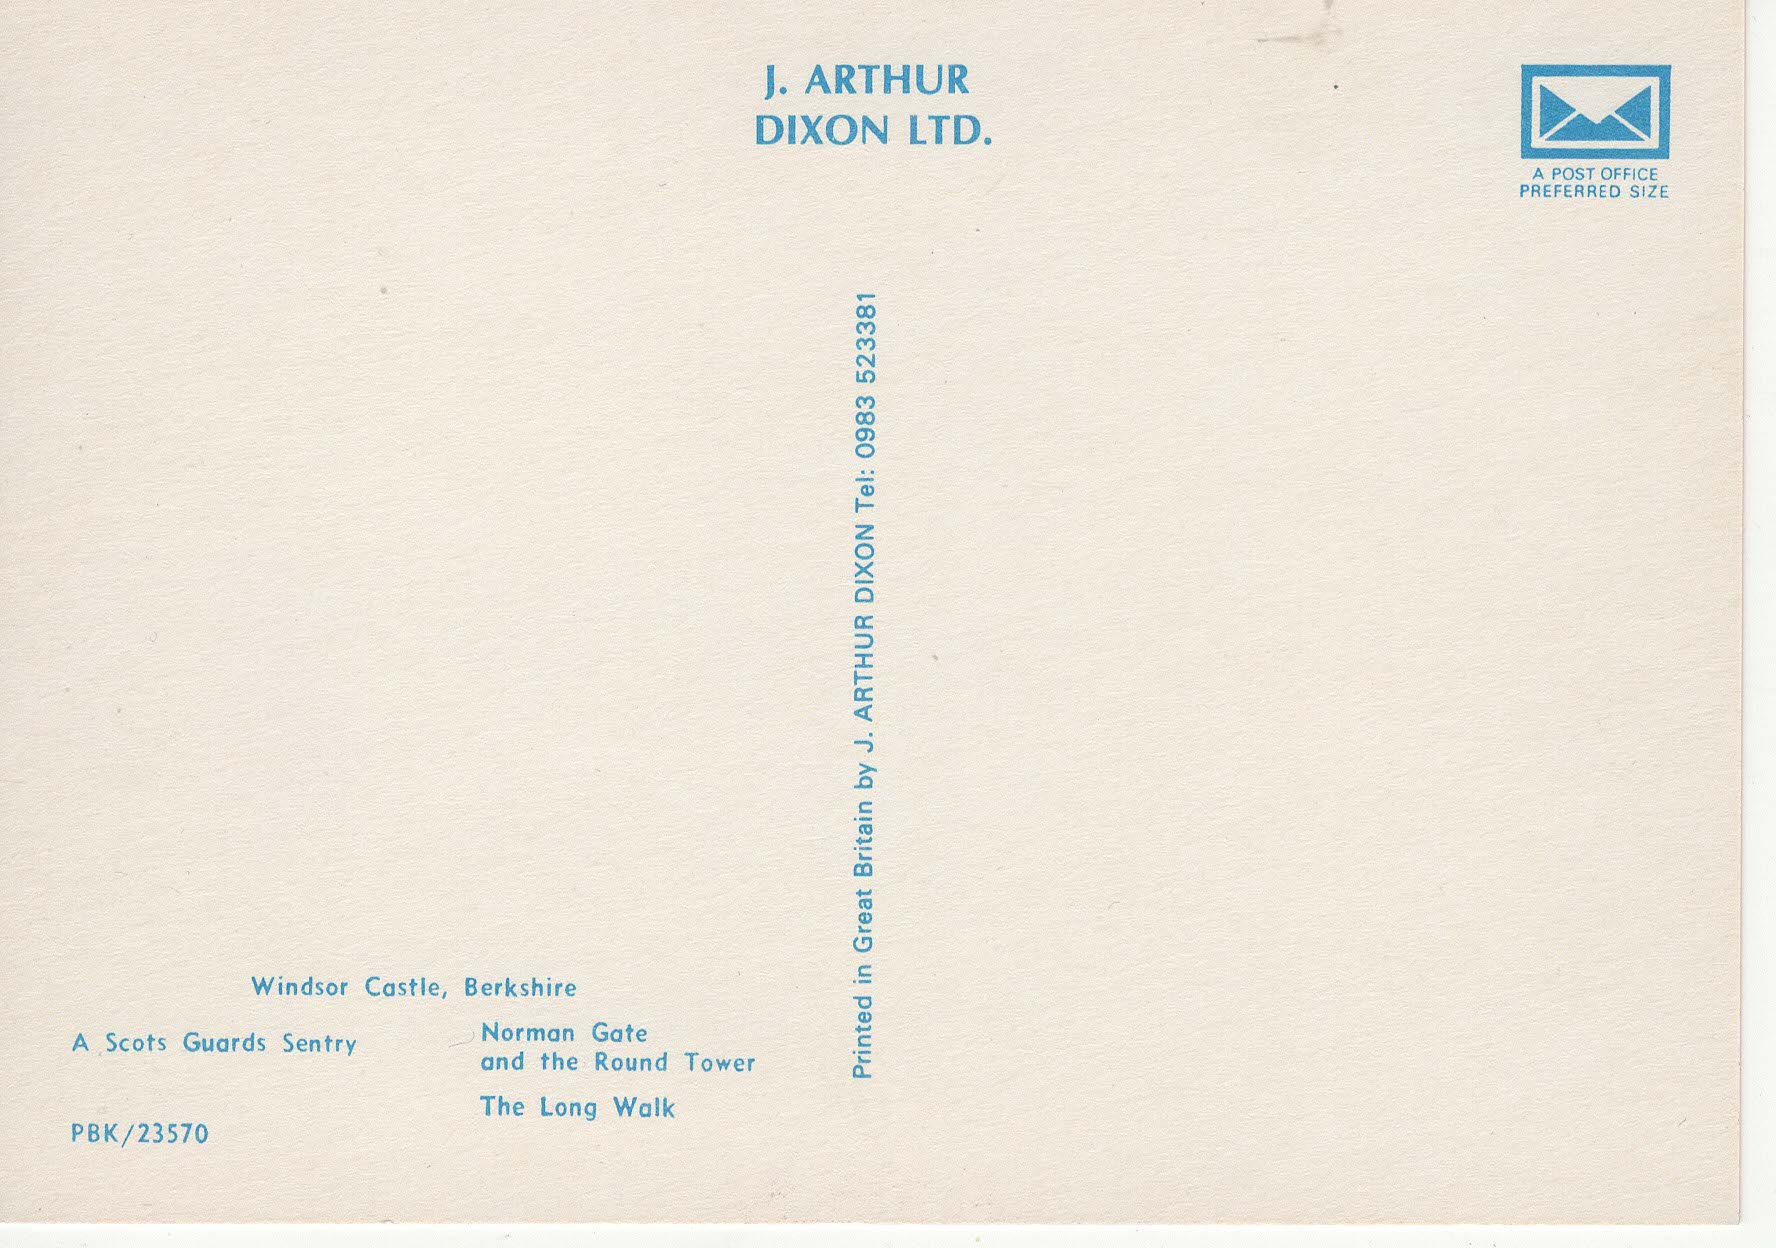 J. ARTHUR
DIXON LTD.
A POST OFFICE
PREFERRED SIZE
Printed in Great Britain by J. ARTHUR DIXON Tel: 0983 523381
Windsor Castle, Berkshire
A Scots Guards Sentry
Norman Gate
and the Round Tower
The Long Walk
PBK/23570